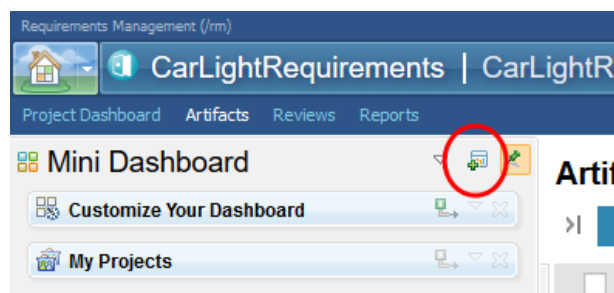 Requirements Management (/rm)
CarLightRequirements | CarLightR
Project Dashboard Artifacts Reviews Reports
Mini Dashboard
Artif
Customize Your Dashboard
My Projects